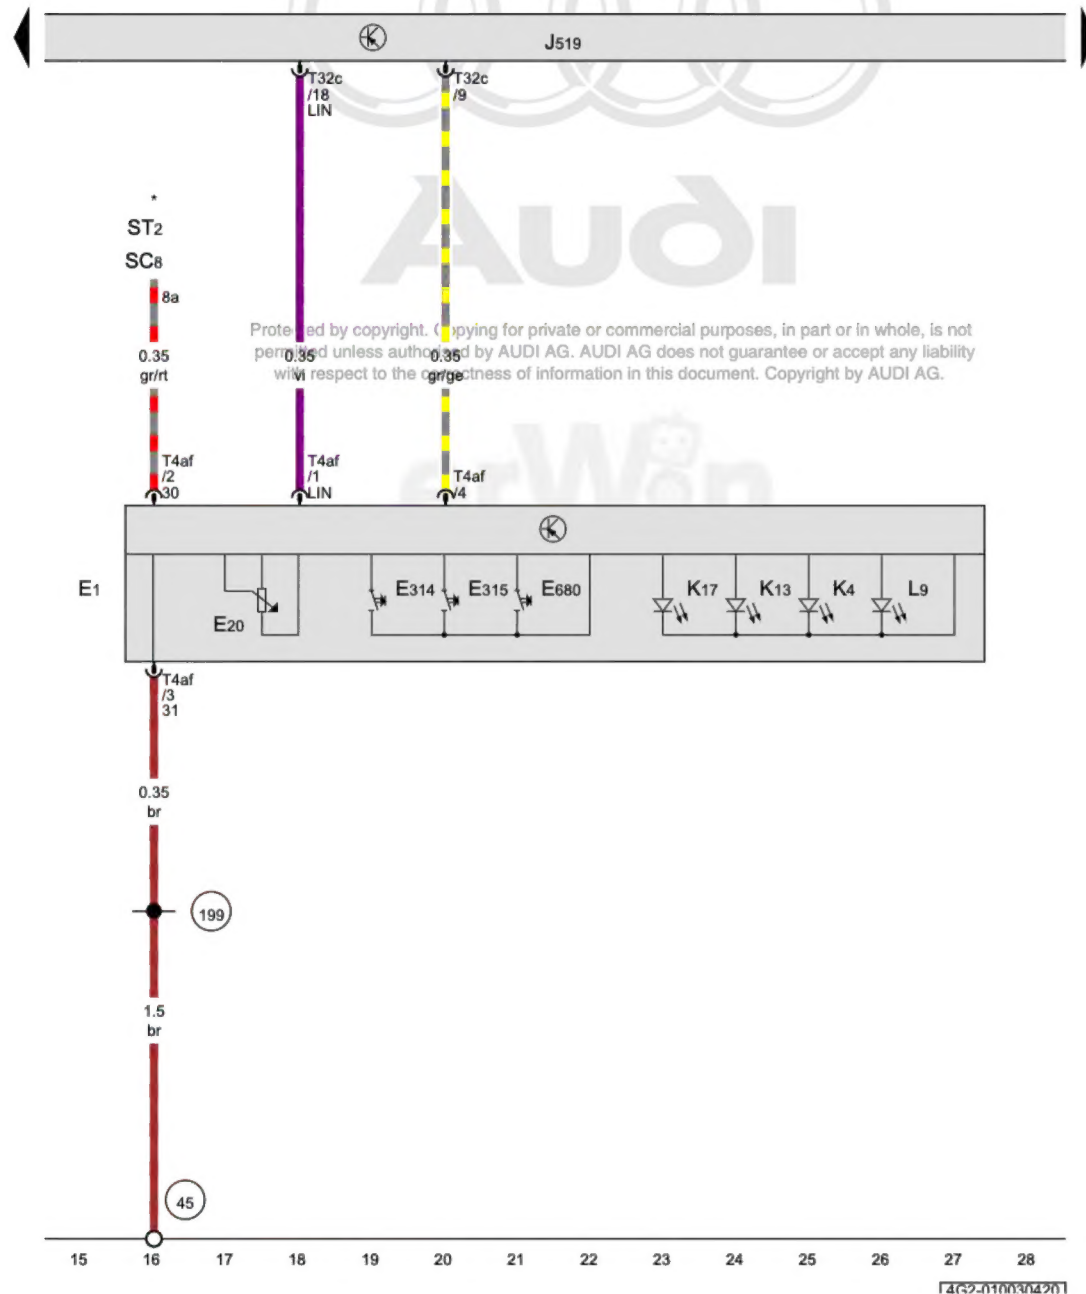 J519
T32c
/18
LIN
T32c
/9
*
ST2
SC8
8a
Audi
Protected by copyright. Copying for private or commercial purposes, in part or in whole, is not
permitted unless authorised by AUDI AG. AUDI AG does not guarantee or accept any liability
with respect to the correctness of information in this document. Copyright by AUDI AG.
0.35
gr/rt
0.35
vi
0.35
gr/ge
erWin
T4af
/2
30
T4af
/1
LIN
T4af
/4
E1
E20
E314
E315
E680
K17
K13
K4
L9
T4af
/3
31
0.35
br
199
1.5
br
45
15 16 17 18 19 20 21 22 23 24 25 26 27 28
4G2-010030420